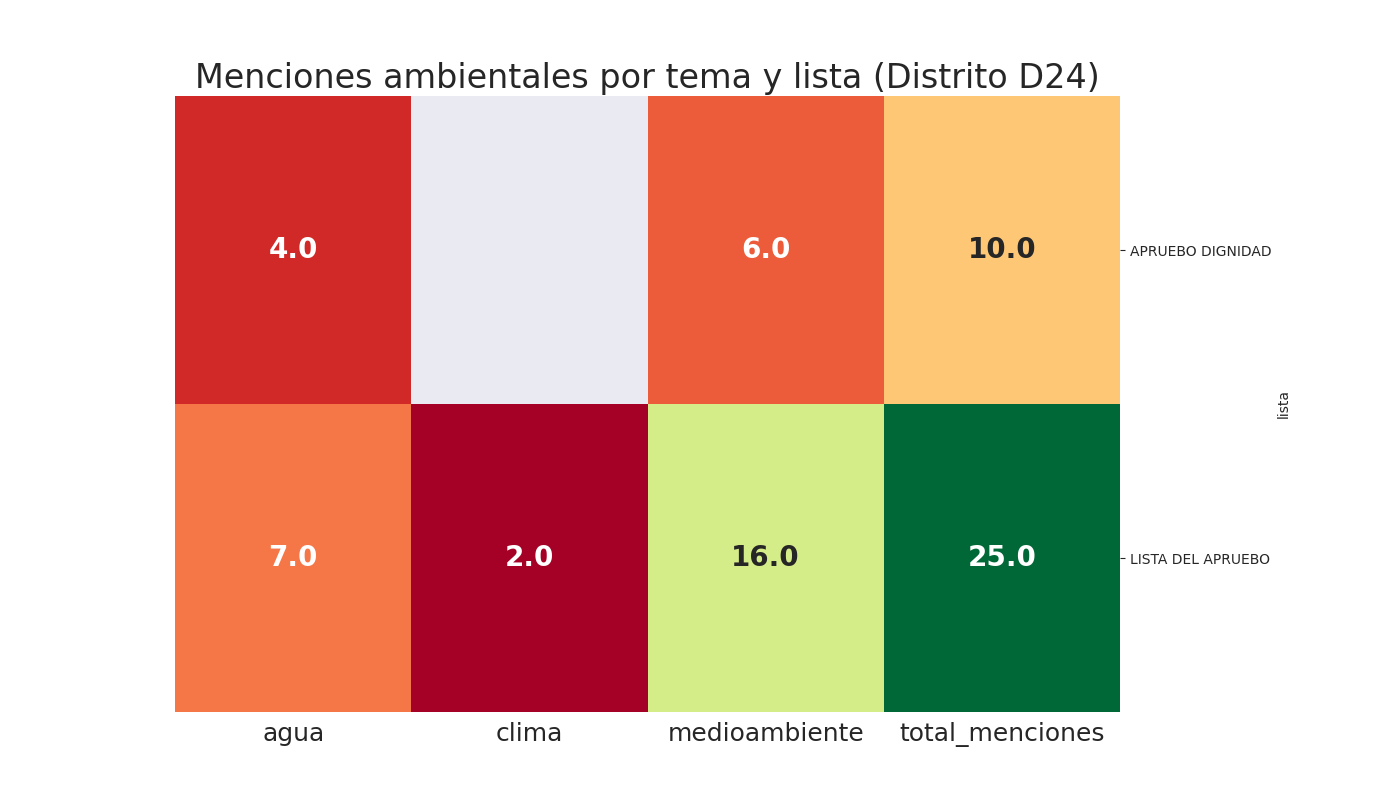 Menciones ambientales por tema y lista (Distrito D24)
4.0 6.0 10.0 APRUEBO DIGNIDAD
lista
7.0 2.0 16.0 25.0 LISTA DEL APRUEBO
agua clima medioambiente total_menciones